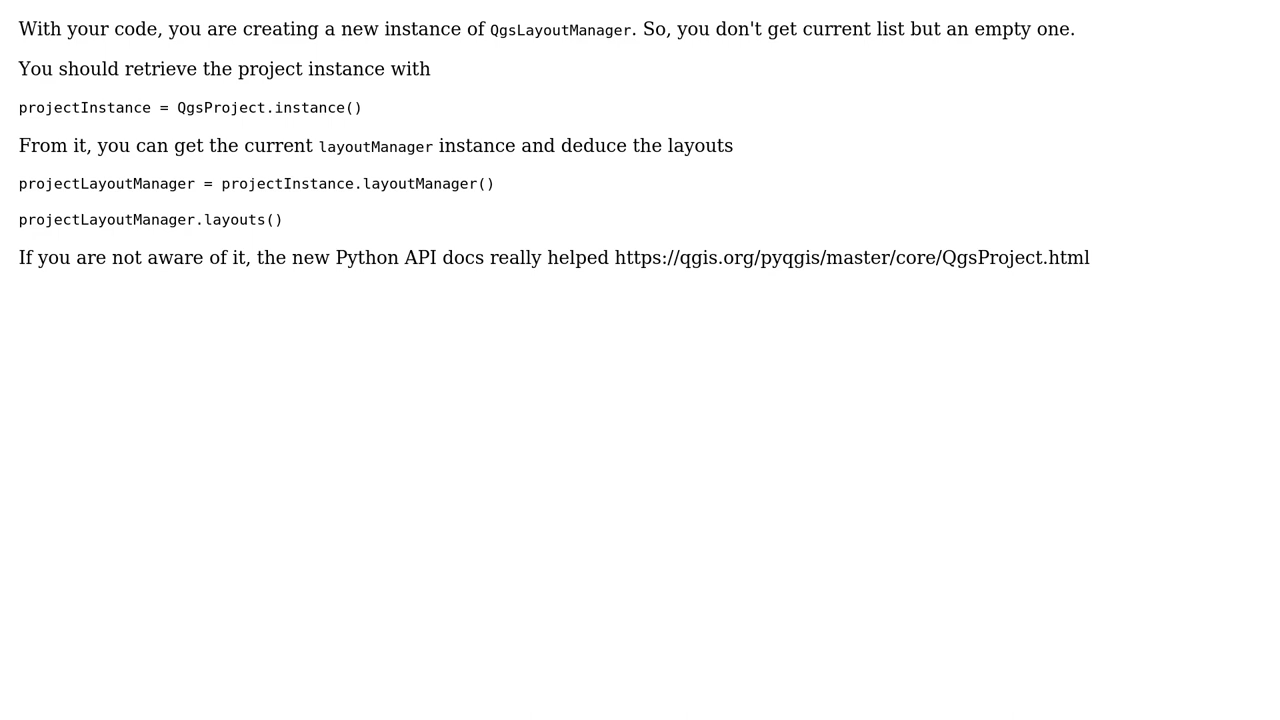 With your code, you are creating a new instance of QgsLayoutManager. So, you don't get current list but an empty one.
You should retrieve the project instance with
projectInstance = QgsProject.instance()
From it, you can get the current layoutManager instance and deduce the layouts
projectLayoutManager = projectInstance.layoutManager()
projectLayoutManager.layouts()
If you are not aware of it, the new Python API docs really helped https://qgis.org/pyqgis/master/core/QgsProject.html